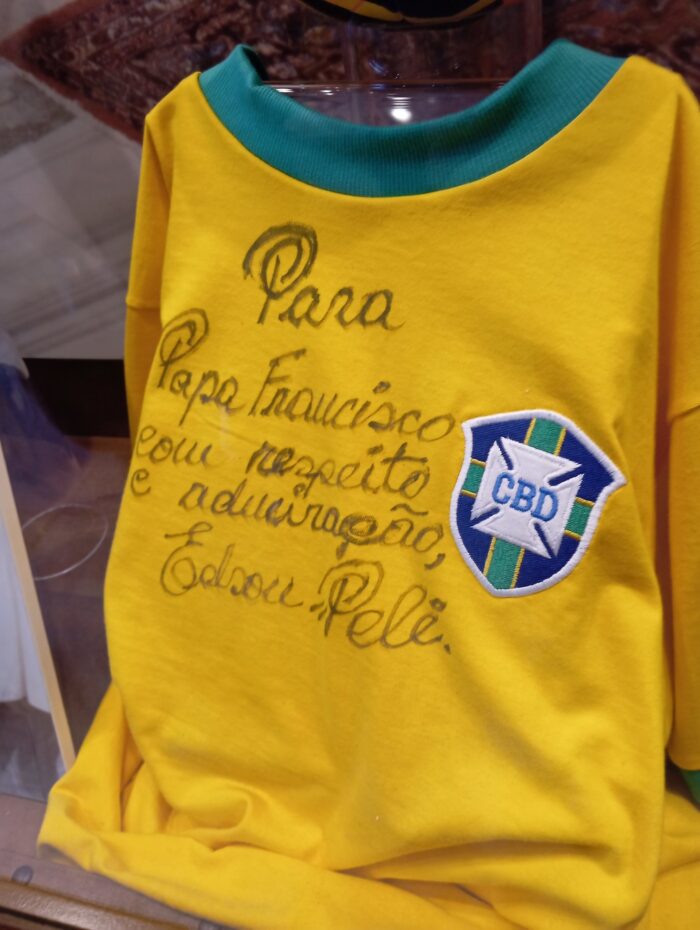 Para
Papa Francisco
com respeito
e admiração,
Edson Pelé.
CBD